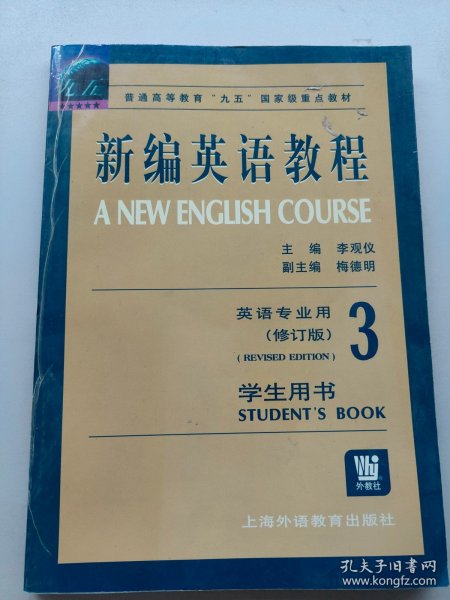 九五
★★★★★
普通高等教育“九五”国家级重点教材
新编英语教程
A NEW ENGLISH COURSE
主 编 李观仪
副主编 梅德明
英语专业用
(修订版)
(REVISED EDITION)
3
学生用书
STUDENT'S BOOK
Whj
外教社
上海外语教育出版社
孔夫子旧书网
www.kongfz.com